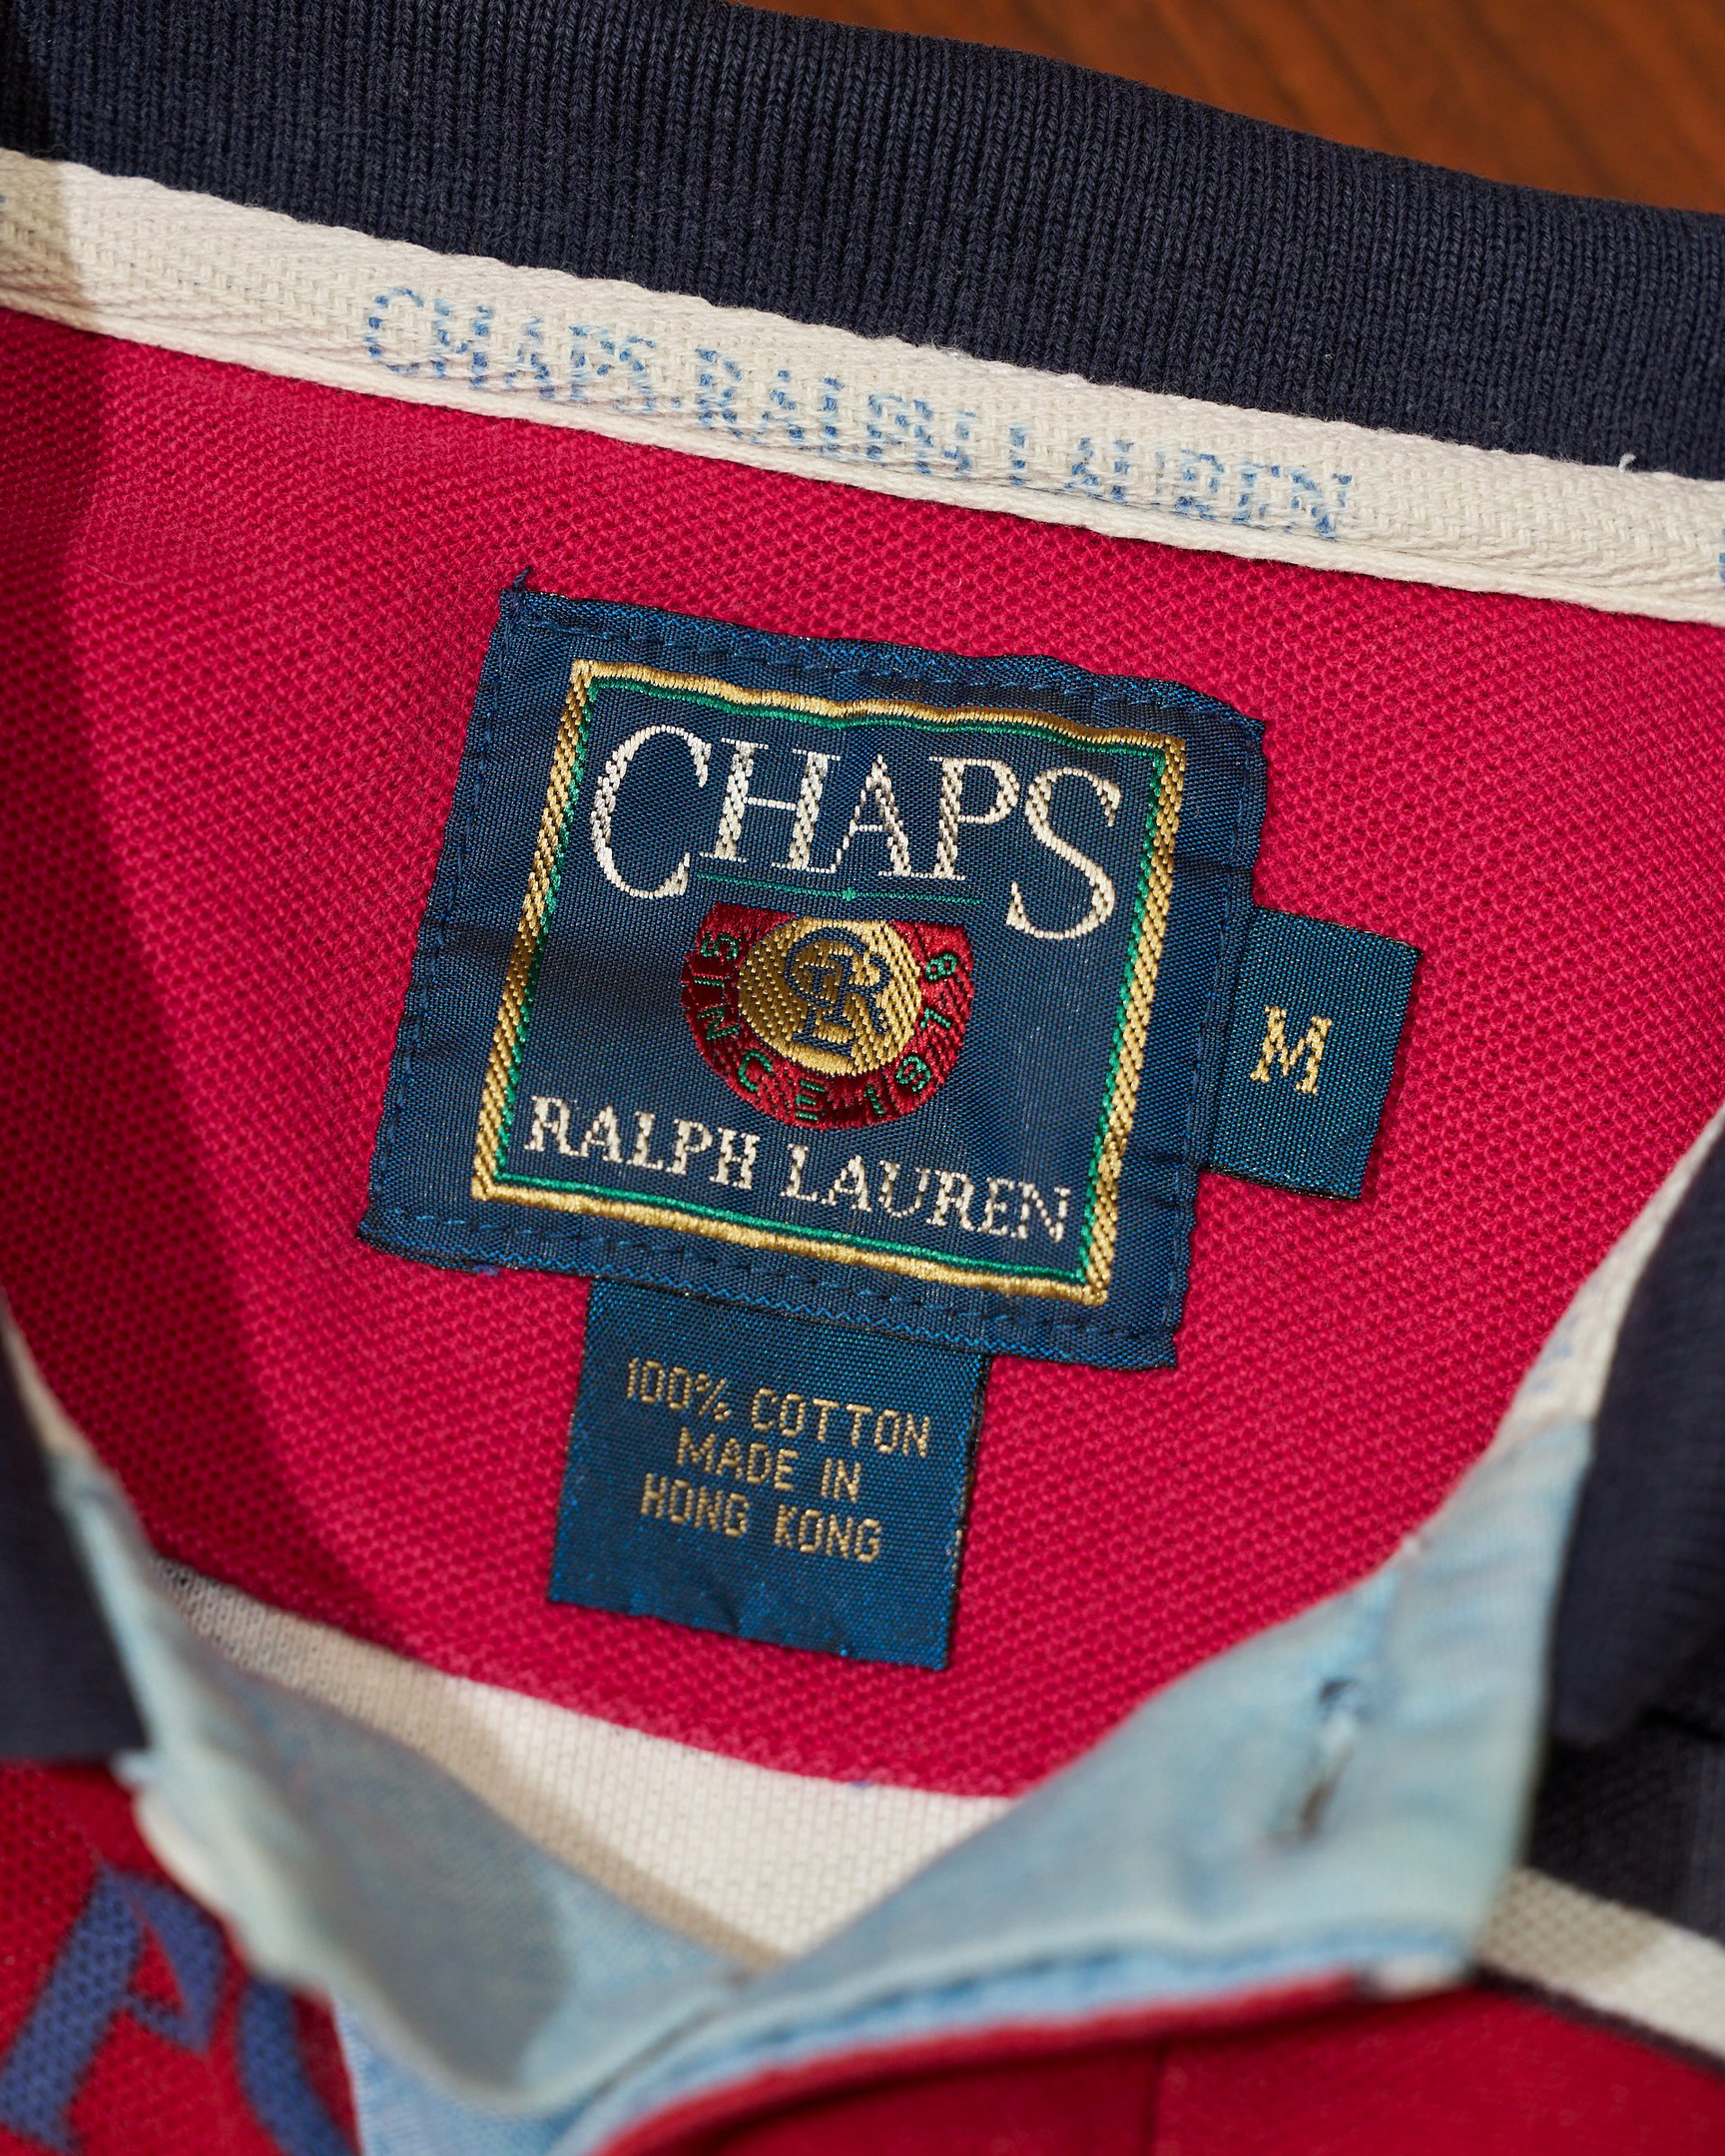 CHAPS RALPH LAUREN
CHAPS
SINCE 1978
RALPH LAUREN
M
100% COTTON
MADE IN
HONG KONG